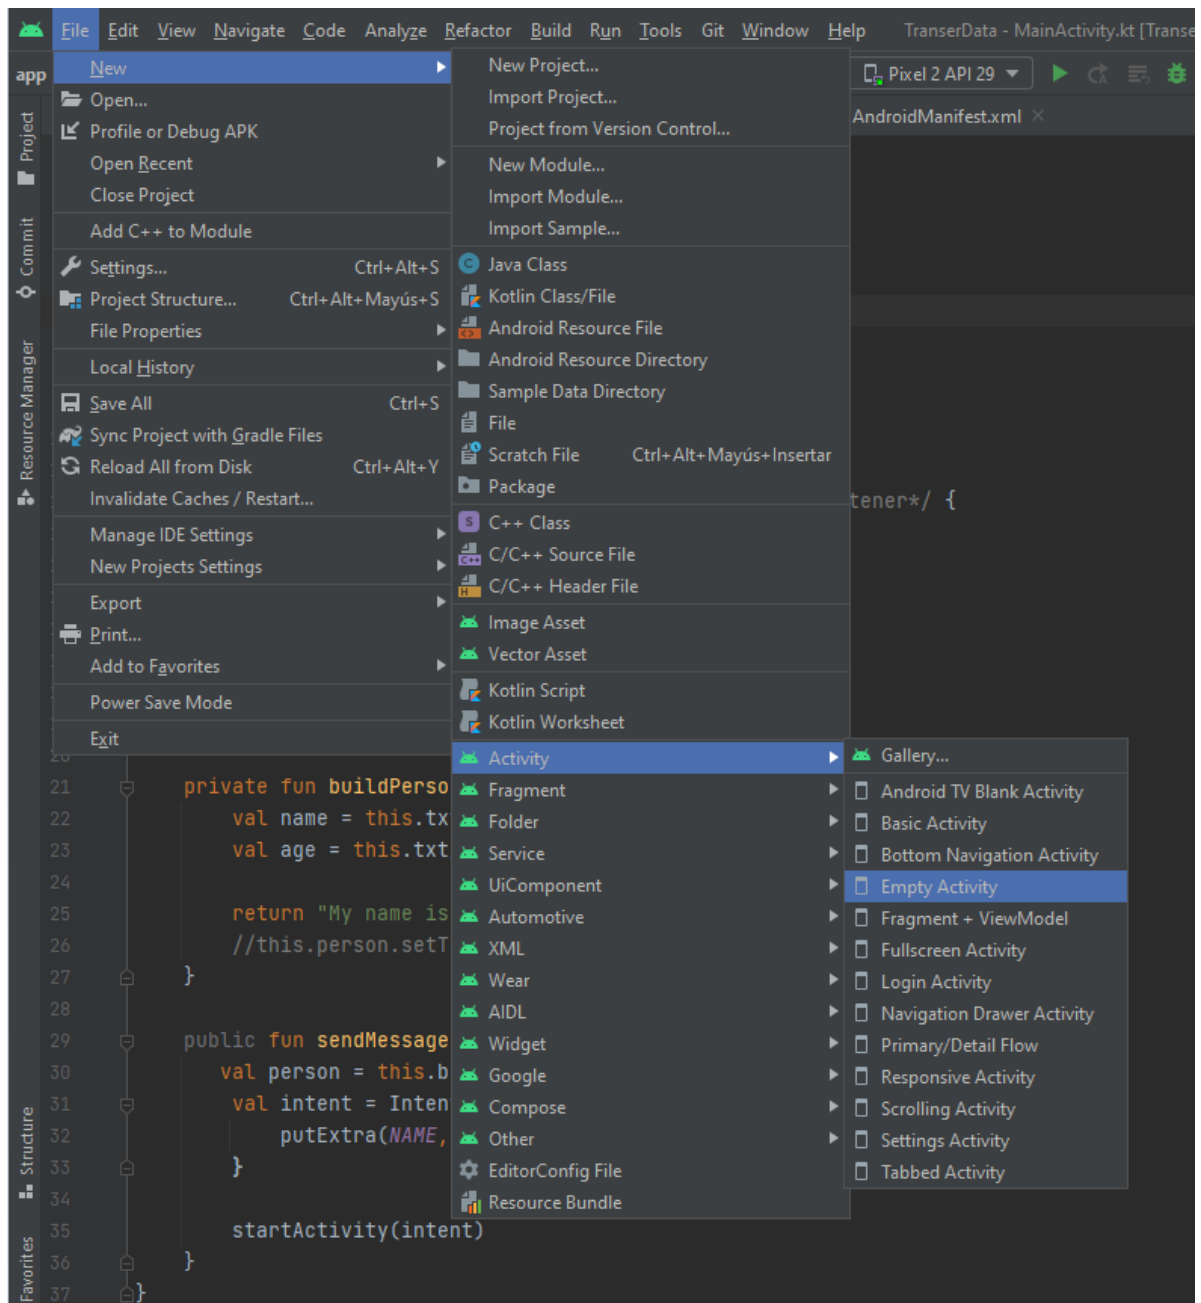 File Edit View Navigate Code Analyze Refactor Build Run Tools Git Window Help TranserData - MainActivity.kt [Transe
app
Pixel 2 API 29
AndroidManifest.xml
Project
Commit
Resource Manager
Structure
Favorites
New
Open...
Profile or Debug APK
Open Recent
Close Project
Add C++ to Module
Settings... Ctrl+Alt+S
Project Structure... Ctrl+Alt+Mayús+S
File Properties
Local History
Save All Ctrl+S
Sync Project with Gradle Files
Reload All from Disk Ctrl+Alt+Y
Invalidate Caches / Restart...
Manage IDE Settings
New Projects Settings
Export
Print...
Add to Favorites
Power Save Mode
Exit
New Project...
Import Project...
Project from Version Control...
New Module...
Import Module...
Import Sample...
Java Class
Kotlin Class/File
Android Resource File
Android Resource Directory
Sample Data Directory
File
Scratch File Ctrl+Alt+Mayús+Insertar
Package
C++ Class
C/C++ Source File
C/C++ Header File
Image Asset
Vector Asset
Kotlin Script
Kotlin Worksheet
Activity
Fragment
Folder
Service
UiComponent
Automotive
XML
Wear
AIDL
Widget
Google
Compose
Other
EditorConfig File
Resource Bundle
Gallery...
Android TV Blank Activity
Basic Activity
Bottom Navigation Activity
Empty Activity
Fragment + ViewModel
Fullscreen Activity
Login Activity
Navigation Drawer Activity
Primary/Detail Flow
Responsive Activity
Scrolling Activity
Settings Activity
Tabbed Activity
tener*/ {
20
21 private fun buildPerso
22 val name = this.tx
23 val age = this.txt
24
25 return "My name is
26 //this.person.setT
27 }
28
29 public fun sendMessage
30 val person = this.b
31 val intent = Inten
32 putExtra(NAME,
33 }
34
35 startActivity(intent)
36 }
37 }